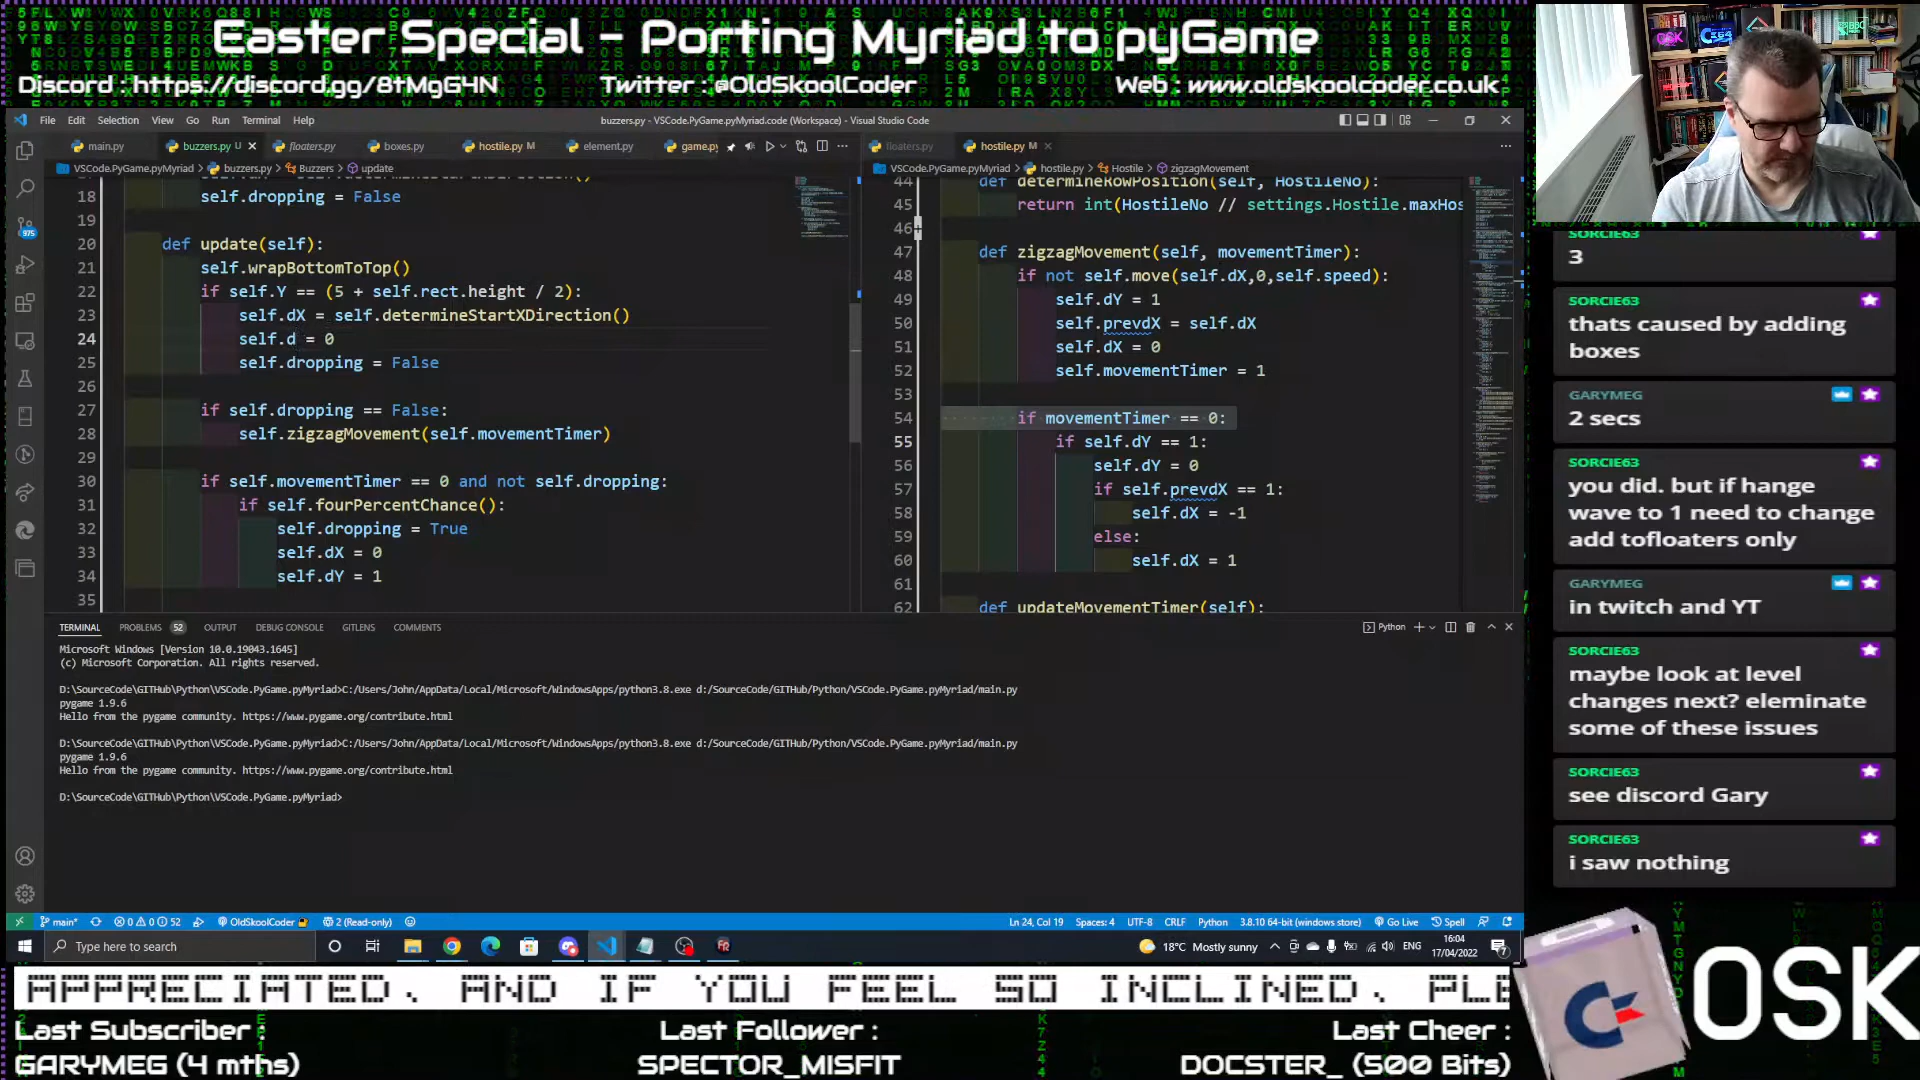 Easter Special - Porting Myriad to pyGame
Discord : https://discord.gg/8tMgG4N
Twitter : @OldSkoolCoder
Web : www.oldskoolcoder.co.uk
File Edit Selection View Go Run Terminal Help
buzzers.py - VSCode.PyGame.pyMyriad.code (Workspace) - Visual Studio Code
main.py
buzzers.py U
floaters.py
boxes.py
hostile.py M
element.py
game.py
VSCode.PyGame.pyMyriad > buzzers.py > Buzzers > update
18 self.dropping = False
19
20 def update(self):
21 self.wrapBottomToTop()
22 if self.Y == (5 + self.rect.height / 2):
23 self.dX = self.determineStartXDirection()
24 self.d = 0
25 self.dropping = False
26
27 if self.dropping == False:
28 self.zigzagMovement(self.movementTimer)
29
30 if self.movementTimer == 0 and not self.dropping:
31 if self.fourPercentChance():
32 self.dropping = True
33 self.dX = 0
34 self.dY = 1
35
floaters.py
hostile.py M
VSCode.PyGame.pyMyriad > hostile.py > Hostile > zigzagMovement
44 def determineRowPosition(self, HostileNo):
45 return int(HostileNo // settings.Hostile.maxHos
46
47 def zigzagMovement(self, movementTimer):
48 if not self.move(self.dX,0,self.speed):
49 self.dY = 1
50 self.prevdX = self.dX
51 self.dX = 0
52 self.movementTimer = 1
53
54 if movementTimer == 0:
55 if self.dY == 1:
56 self.dY = 0
57 if self.prevdX == 1:
58 self.dX = -1
59 else:
60 self.dX = 1
61
62 def updateMovementTimer(self):
TERMINAL PROBLEMS 52 OUTPUT DEBUG CONSOLE GITLENS COMMENTS
Python
Microsoft Windows [Version 10.0.19043.1645]
(c) Microsoft Corporation. All rights reserved.
D:\SourceCode\GITHub\Python\VSCode.PyGame.pyMyriad>C:/Users/John/AppData/Local/Microsoft/WindowsApps/python3.8.exe d:/SourceCode/GITHub/Python/VSCode.PyGame.pyMyriad/main.py
pygame 1.9.6
Hello from the pygame community. https://www.pygame.org/contribute.html
D:\SourceCode\GITHub\Python\VSCode.PyGame.pyMyriad>C:/Users/John/AppData/Local/Microsoft/WindowsApps/python3.8.exe d:/SourceCode/GITHub/Python/VSCode.PyGame.pyMyriad/main.py
pygame 1.9.6
Hello from the pygame community. https://www.pygame.org/contribute.html
D:\SourceCode\GITHub\Python\VSCode.PyGame.pyMyriad>
975
main* 0 0 52 OldSkoolCoder 2 (Read-only)
Ln 24, Col 19 Spaces: 4 UTF-8 CRLF Python 3.8.10 64-bit (windows store) Go Live Spell
Type here to search
18°C Mostly sunny
ENG
16:04
17/04/2022
SORCIE63
3
SORCIE63
thats caused by adding
boxes
GARYMEG
2 secs
SORCIE63
you did. but if hange
wave to 1 need to change
add tofloaters only
GARYMEG
in twitch and YT
SORCIE63
maybe look at level
changes next? eleminate
some of these issues
SORCIE63
see discord Gary
SORCIE63
i saw nothing
APPRECIATED. AND IF YOU FEEL SO INCLINED. PLE
Last Subscriber :
GARYMEG (4 mths)
Last Follower :
SPECTOR_MISFIT
Last Cheer :
DOCSTER_ (500 Bits)
OSK